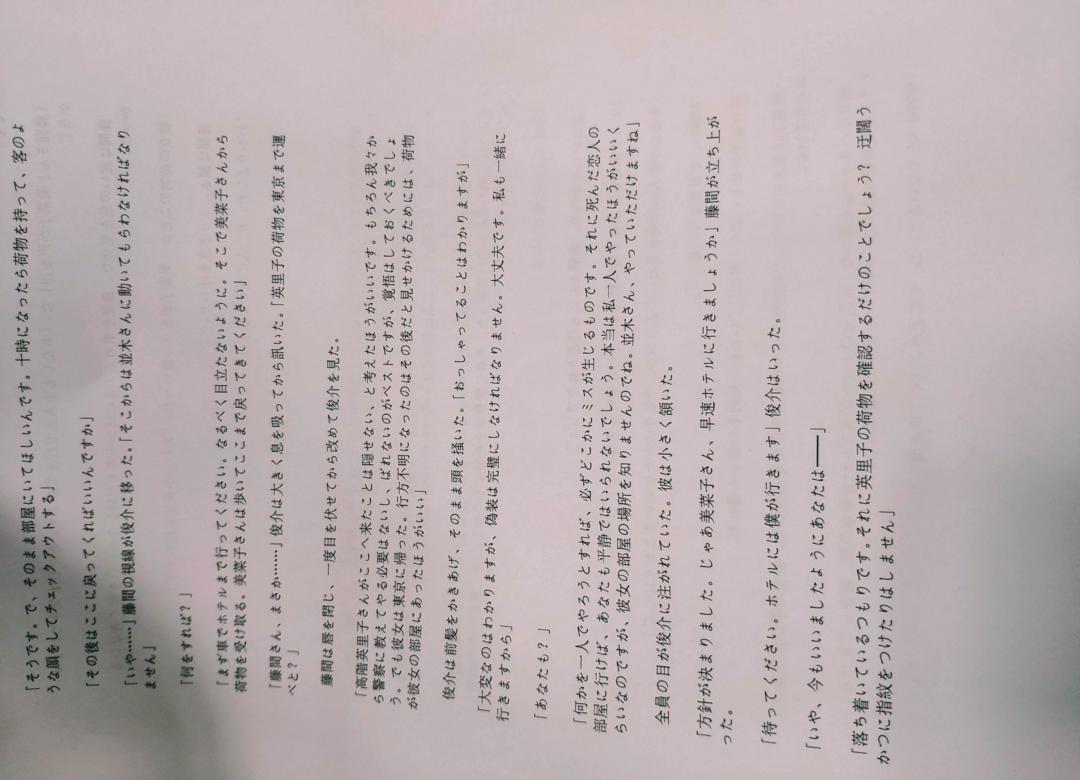 「そうです。で、そのまま部屋にいてほしいんです。十時になったら荷物を持って、客のよ
うな顔をしてチェックアウトする」
「その後はここに戻ってくればいいんですか」
「いや……」藤間の視線が俊介に移った。「そこからは並木さんに動いてもらわなければなり
ません」
「何をすれば？」
「まず車でホテルまで行ってください。なるべく目立たないように。そこで美菜子さんから
荷物を受け取る。美菜子さんは歩いてここまで戻ってきてください」
「藤間さん、まさか……」俊介は大きく息を吸ってから訊いた。「英里子の荷物を東京まで運
べと？」
藤間は唇を閉じ、一度目を伏せてから改めて俊介を見た。
「高階英里子さんがここへ来たことは隠せない、と考えたほうがいいです。もちろん我々か
ら警察に教えてやる必要はないし、ばれないのがベストですが、覚悟はしておくべきでしょ
う。でも彼女は東京に帰った。行方不明になったのはその後だと見せかけるためには、荷物
が彼女の部屋にあったほうがいい」
俊介は前髪をかきあげ、そのまま頭を掻いた。「おっしゃってることはわかりますが」
「大変なのはわかりますが、偽装は完璧にしなければなりません。大丈夫です。私も一緒に
行きますから」
「あなたも？」
「何かを一人でやろうとすれば、必ずどこかにミスが生じるものです。それに死んだ恋人の
部屋に行けば、あなたも平静ではいられないでしょう。本当は私一人でやったほうがいいく
らいなのですが、彼女の部屋の場所を知りませんのでね。並木さん、やっていただけますね」
全員の目が俊介に注がれていた。彼は小さく頷いた。
「方針が決まりました。じゃあ美菜子さん、早速ホテルに行きましょうか」藤間が立ち上が
った。
「待ってください。ホテルには僕が行きます」俊介はいった。
「いや、今もいいましたようにあなたは――」
「落ち着いているつもりです。それに英里子の荷物を確認するだけのことでしょう？　迂闊う
かつに指紋をつけたりはしません」